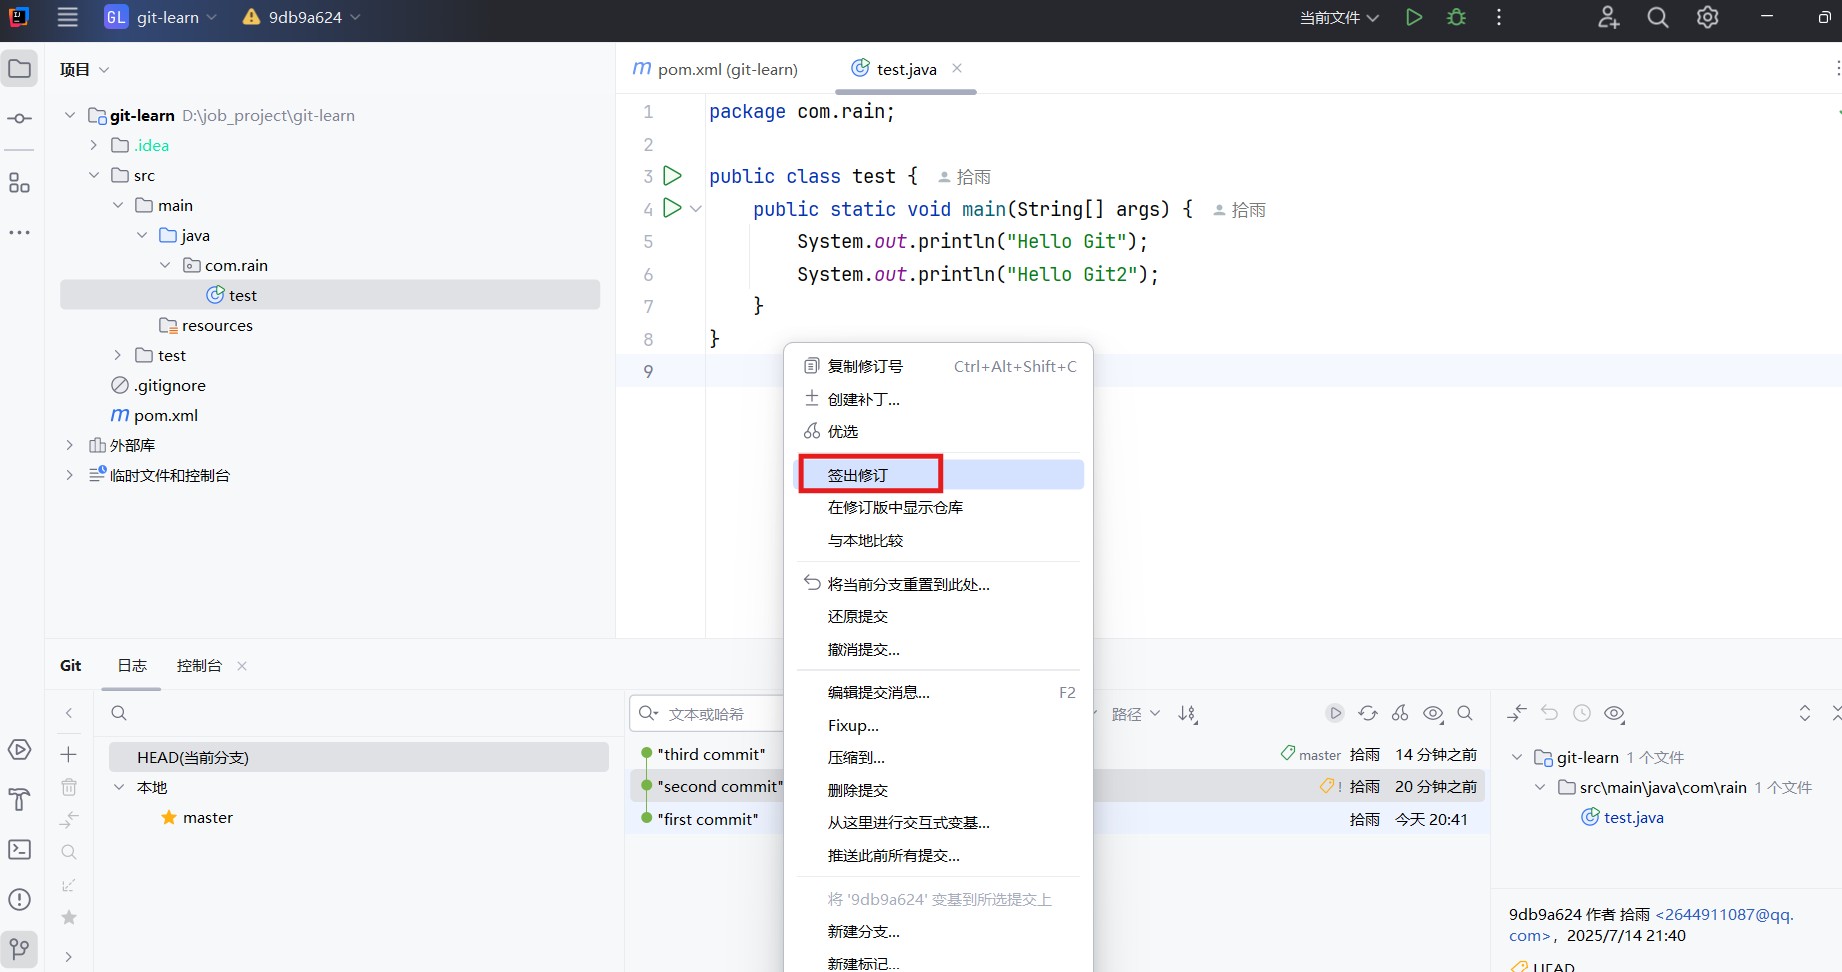 GL git-learn 9db9a624 当前文件
项目
git-learn D:\job_project\git-learn
.idea
src
main
java
com.rain
test
resources
test
.gitignore
m pom.xml
外部库
临时文件和控制台
m pom.xml (git-learn) test.java
1 package com.rain;
2
3 public class test { 拾雨
4 public static void main(String[] args) { 拾雨
5 System.out.println("Hello Git");
6 System.out.println("Hello Git2");
7 }
8 }
9
复制修订号 Ctrl+Alt+Shift+C
创建补丁...
优选
签出修订
在修订版中显示仓库
与本地比较
将当前分支重置到此处...
还原提交
撤消提交...
编辑提交消息... F2
Fixup...
压缩到...
删除提交
从这里进行交互式变基...
推送此前所有提交...
将 '9db9a624' 变基到所选提交上
新建分支...
新建标记...
Git 日志 控制台
HEAD(当前分支)
本地
master
文本或哈希 路径
"third commit" master 拾雨 14 分钟之前
"second commit" ! 拾雨 20 分钟之前
"first commit" 拾雨 今天 20:41
git-learn 1 个文件
src\main\java\com\rain 1 个文件
test.java
9db9a624 作者 拾雨 <2644911087@qq.
com>，2025/7/14 21:40
HEAD